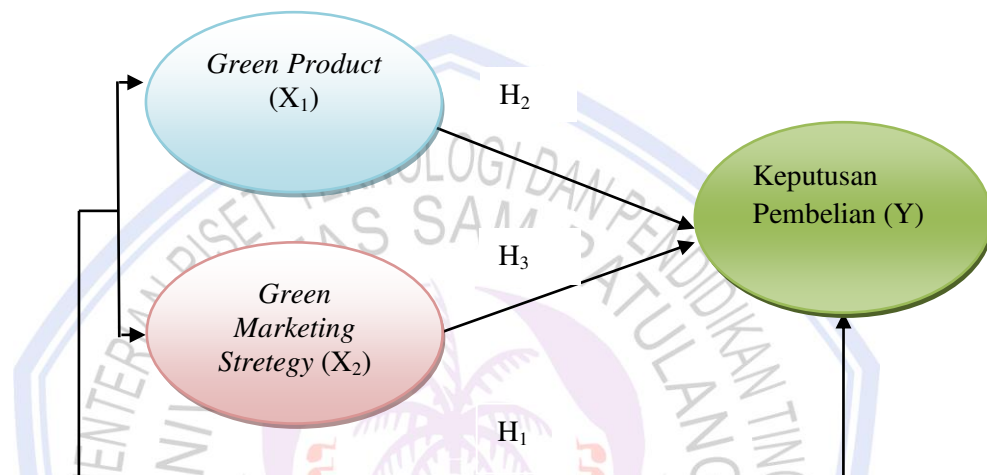 Green Product
(X₁)
H₂
Keputusan
Pembelian (Y)
H₃
Green
Marketing
Stretegy (X₂)
H₁